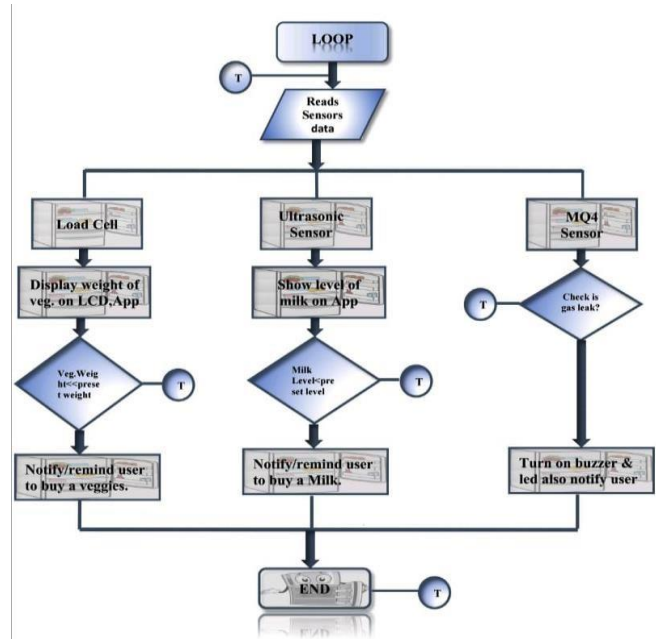 LOOP
T
Reads
Sensors
data
Load Cell
Ultrasonic
Sensor
MQ4
Sensor
Display weight of
veg. on LCD,App
Show level of
milk on App
T
Check is
gas leak?
Veg.Weig
ht<<prese
t weight
T
Milk
Level<pre
set level
T
Notify/remind user
to buy a veggies.
Notify/remind user
to buy a Milk.
Turn on buzzer &
led also notify user
END
T